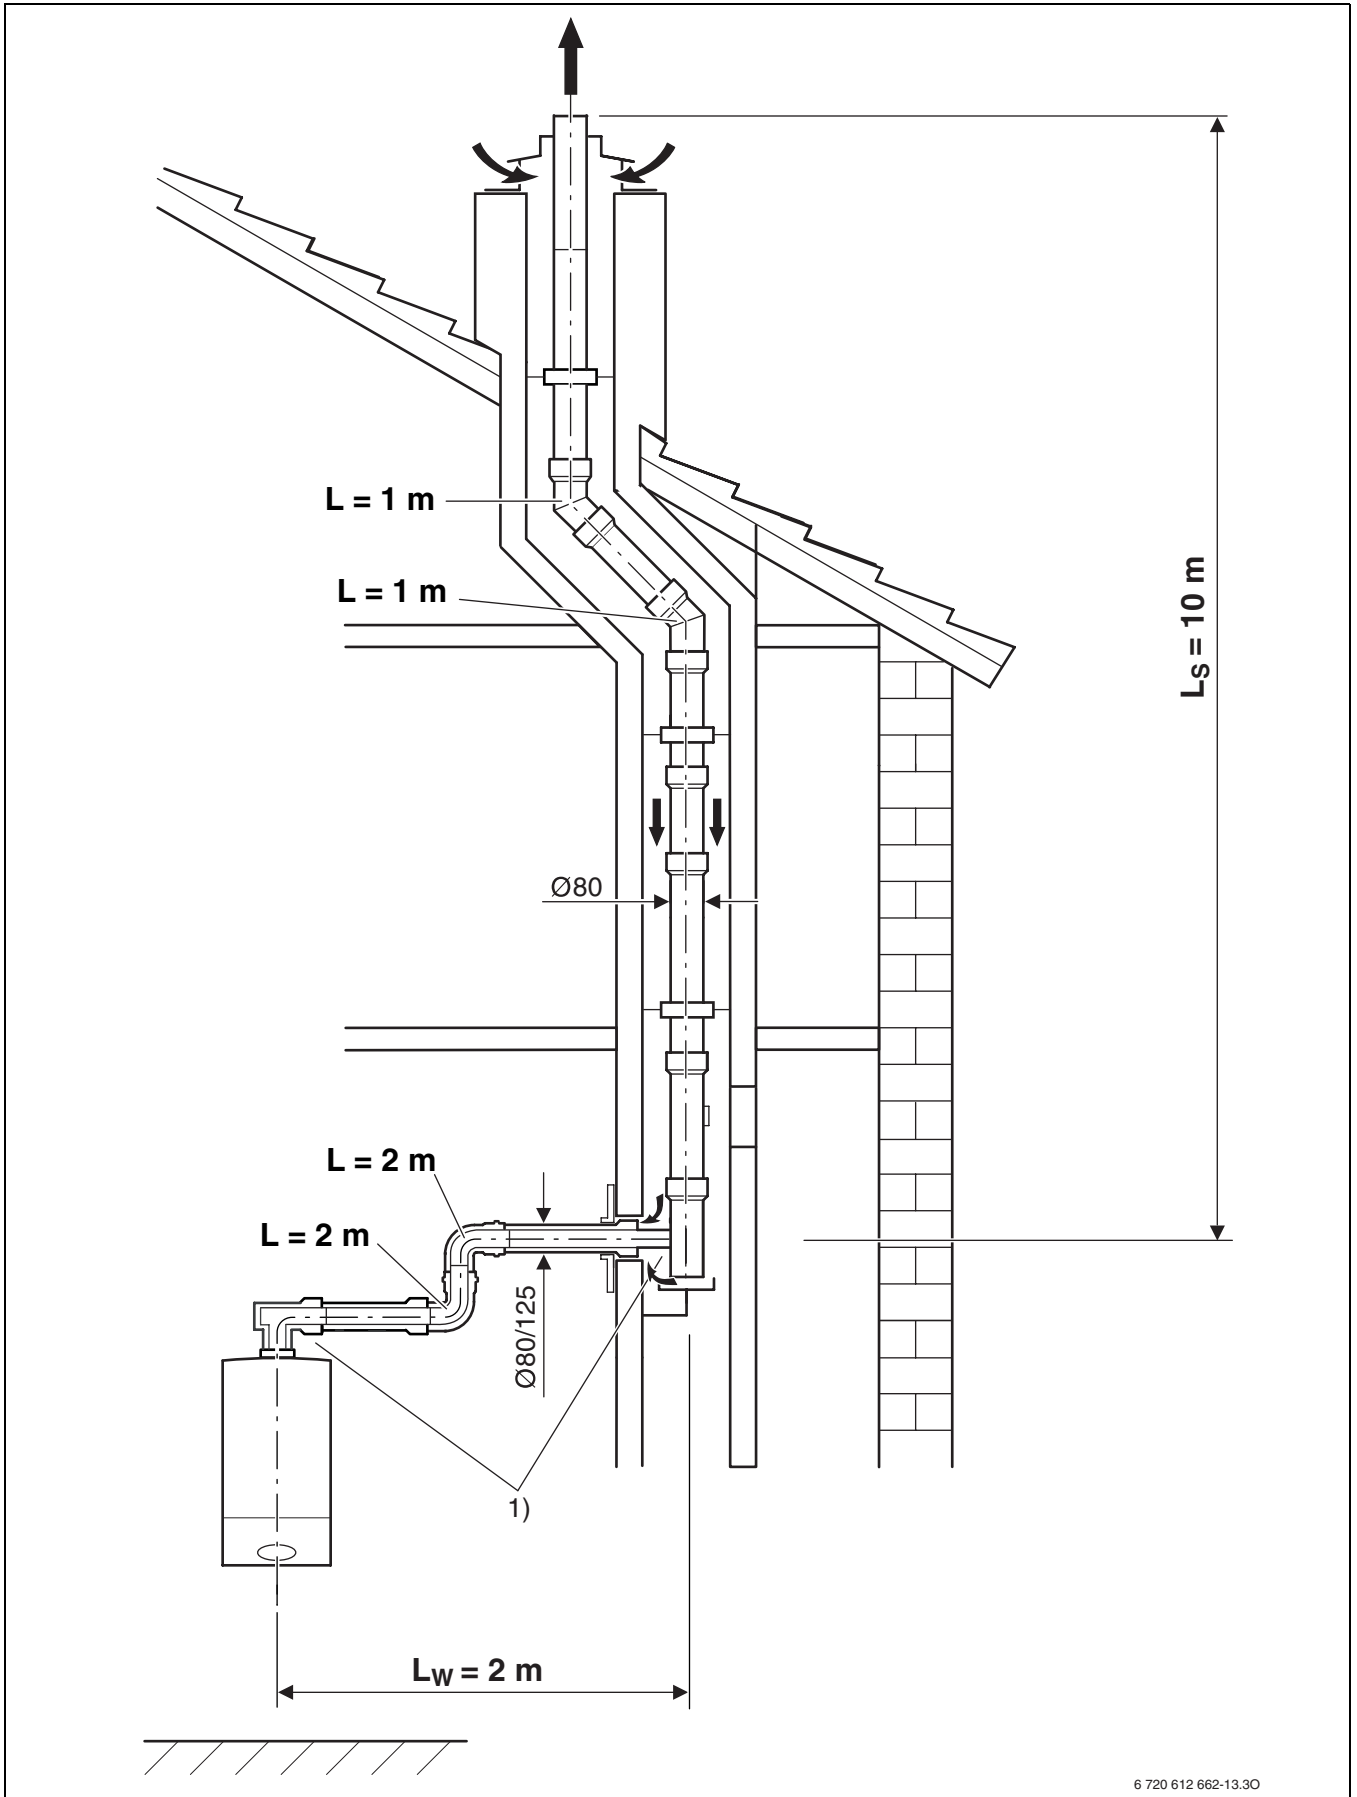 L = 1 m
L = 1 m
LS = 10 m
Ø80
L = 2 m
L = 2 m
Ø80/125
1)
LW = 2 m
6 720 612 662-13.3O